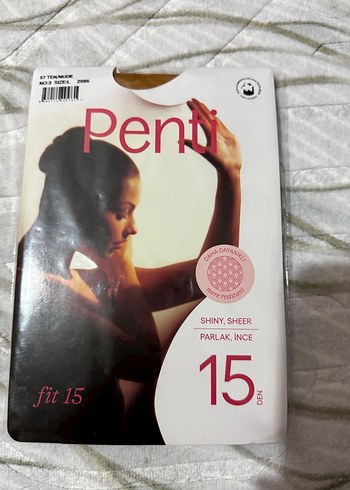 57 TEN/NUDE
NO:3 SIZE:L 2595
Penti
DAHA DAYANIKLI
more resistant
SHINY, SHEER
PARLAK, İNCE
15
DEN
fit 15